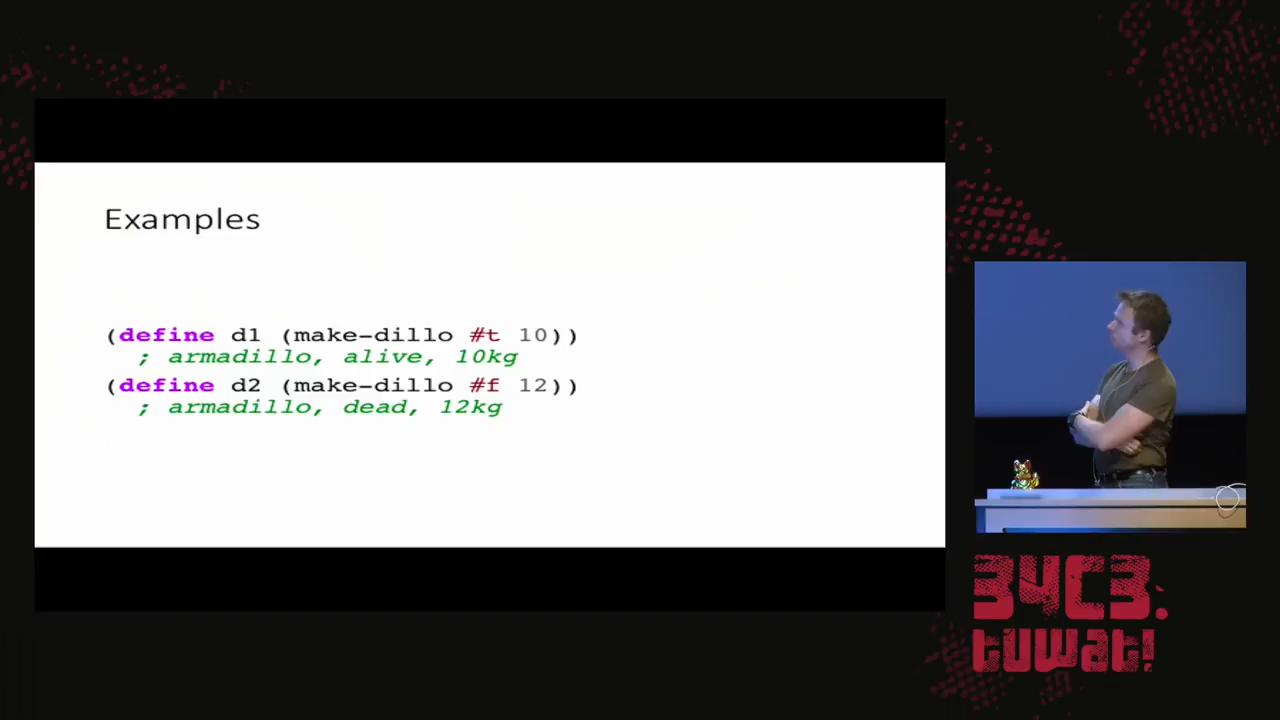 Examples
(define d1 (make-dillo #t 10))
; armadillo, alive, 10kg
(define d2 (make-dillo #f 12))
; armadillo, dead, 12kg
34C3.
tuwat!